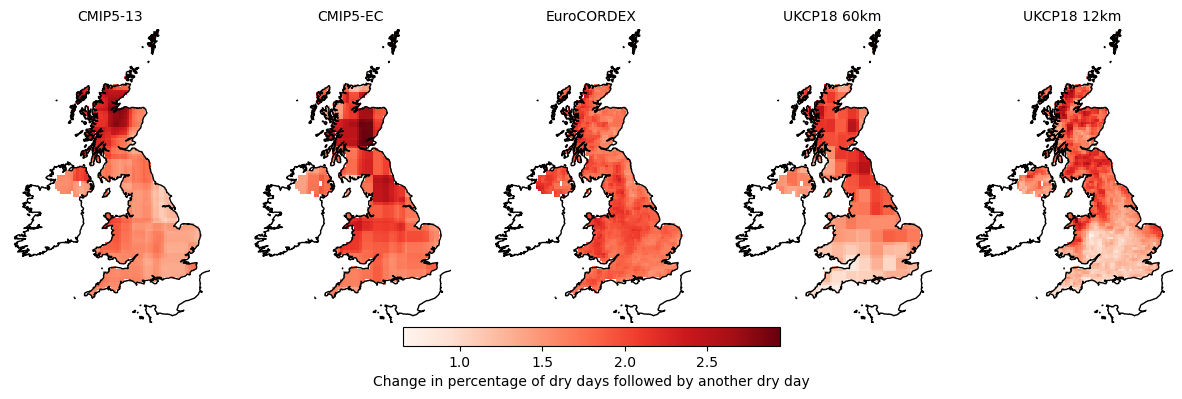 CMIP5-13 CMIP5-EC EuroCORDEX UKCP18 60km UKCP18 12km
1.0 1.5 2.0 2.5
Change in percentage of dry days followed by another dry day